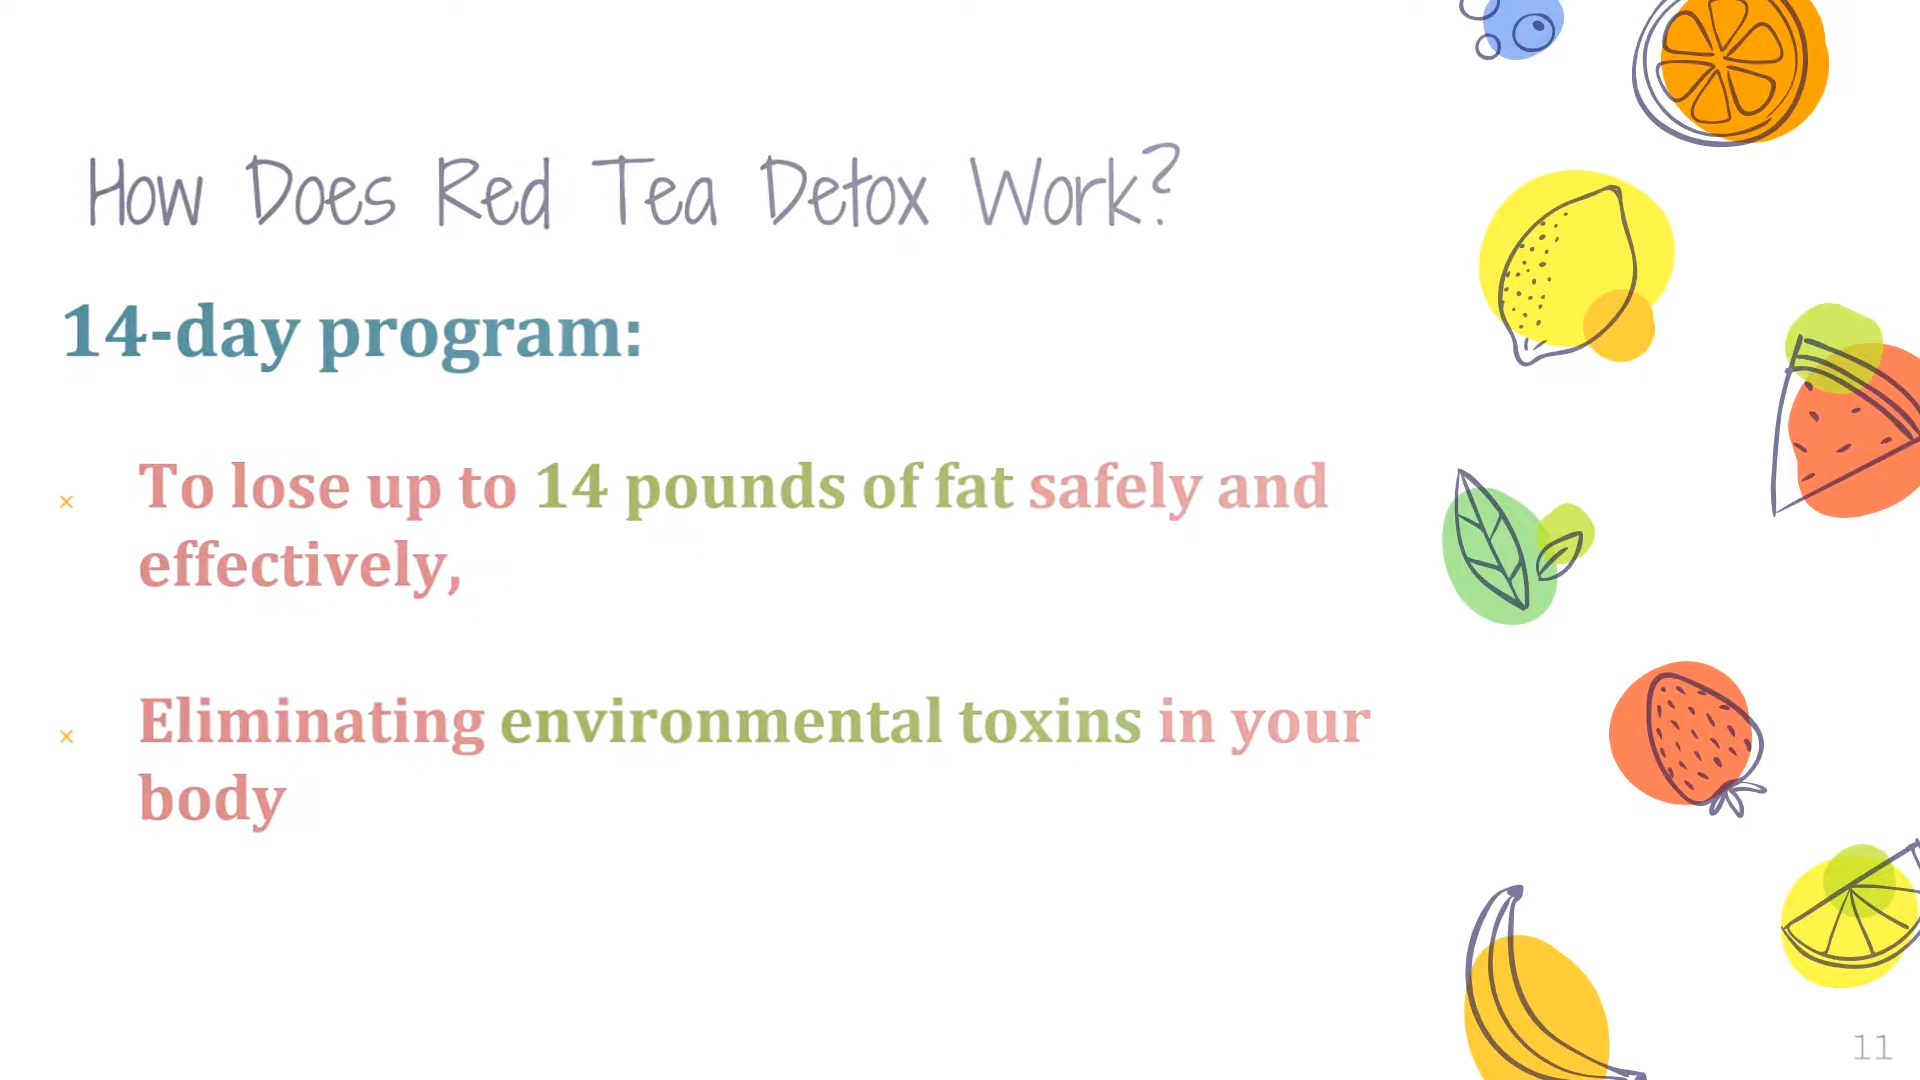 How Does Red Tea Detox Work?
14-day program:
× To lose up to 14 pounds of fat safely and
effectively,
× Eliminating environmental toxins in your
body
11